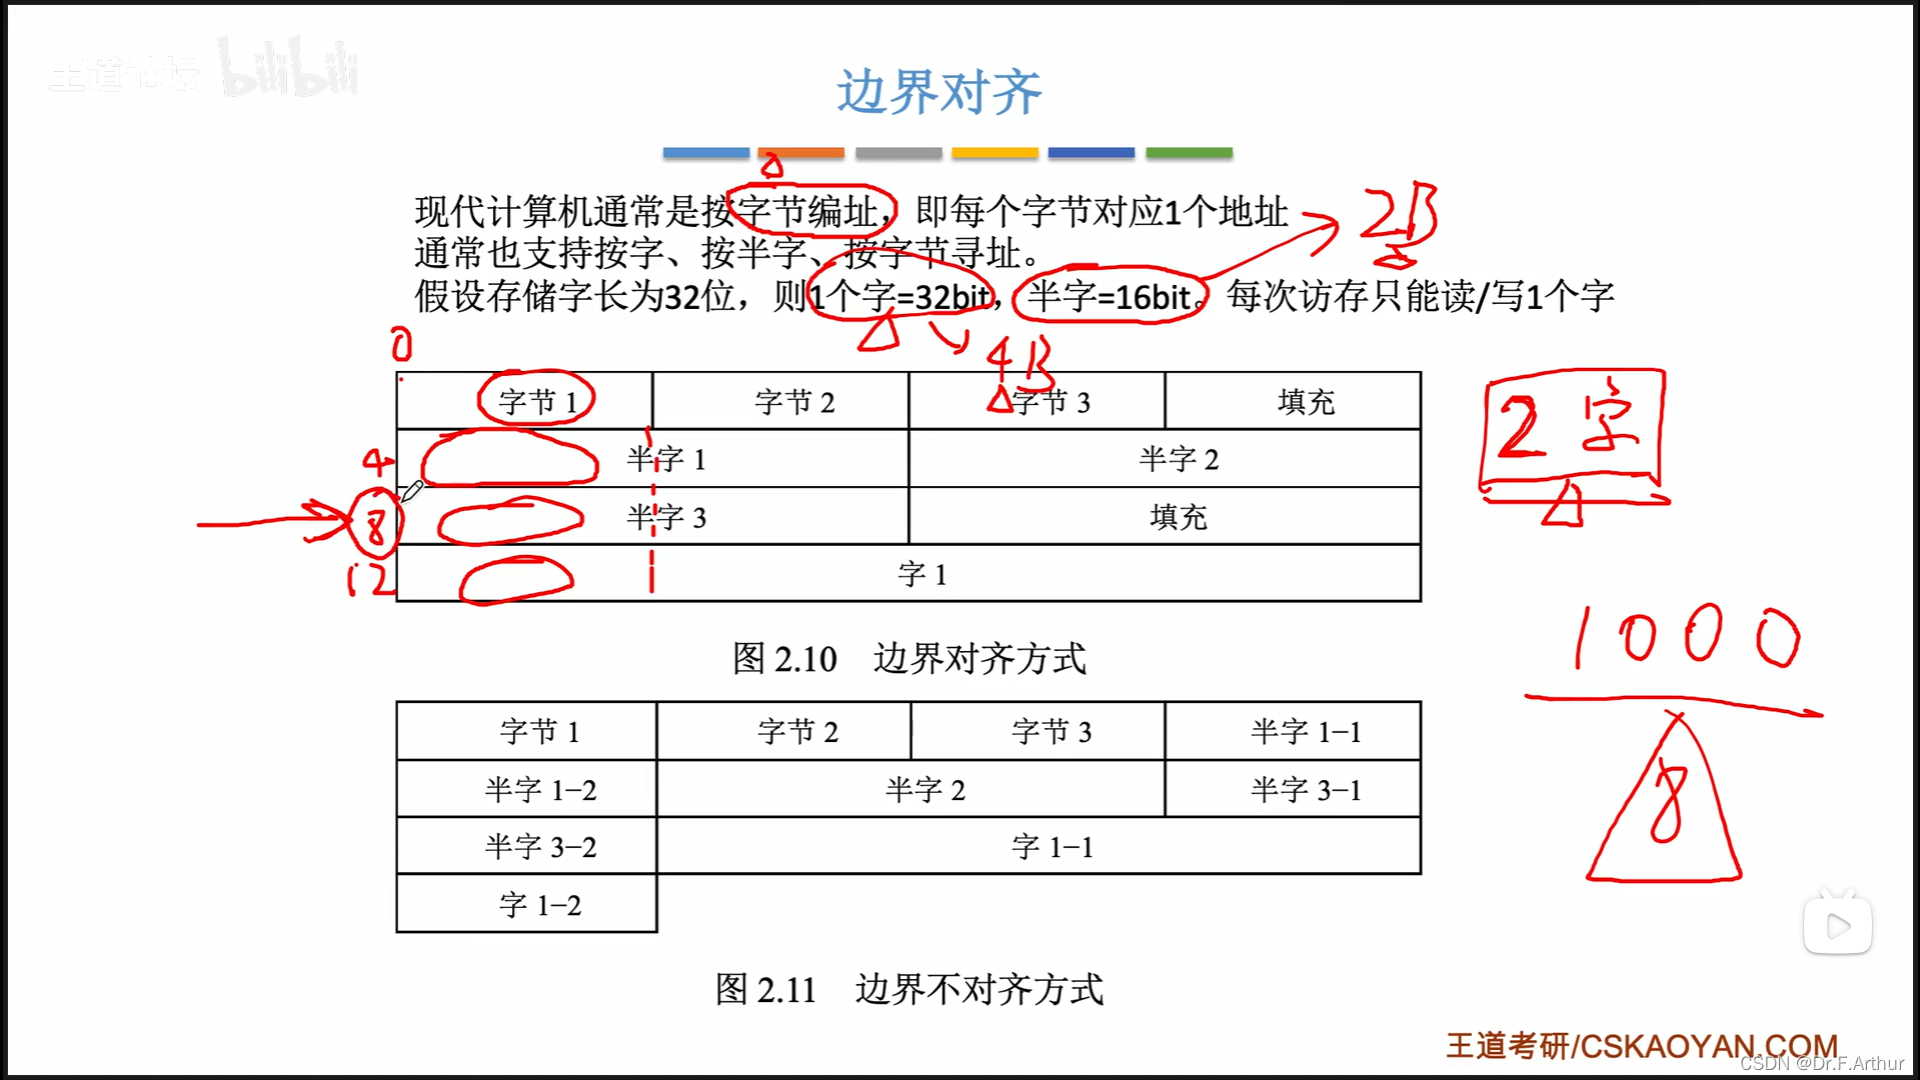 王道论坛 bilibili
边界对齐
现代计算机通常是按字节编址，即每个字节对应1个地址
通常也支持按字、按半字、按字节寻址。
假设存储字长为32位，则1个字=32bit，半字=16bit。每次访存只能读/写1个字
2B
4B
0
字节 1 字节 2 字节 3 填充
4 半字 1 半字 2
8 半字 3 填充
12 字 1
2 字
图 2.10 边界对齐方式
1000
8
字节 1 字节 2 字节 3 半字 1−1
半字 1−2 半字 2 半字 3−1
半字 3−2 字 1−1
字 1−2
图 2.11 边界不对齐方式
王道考研/CSKAOYAN.COM
CSDN @Dr.F.Arthur